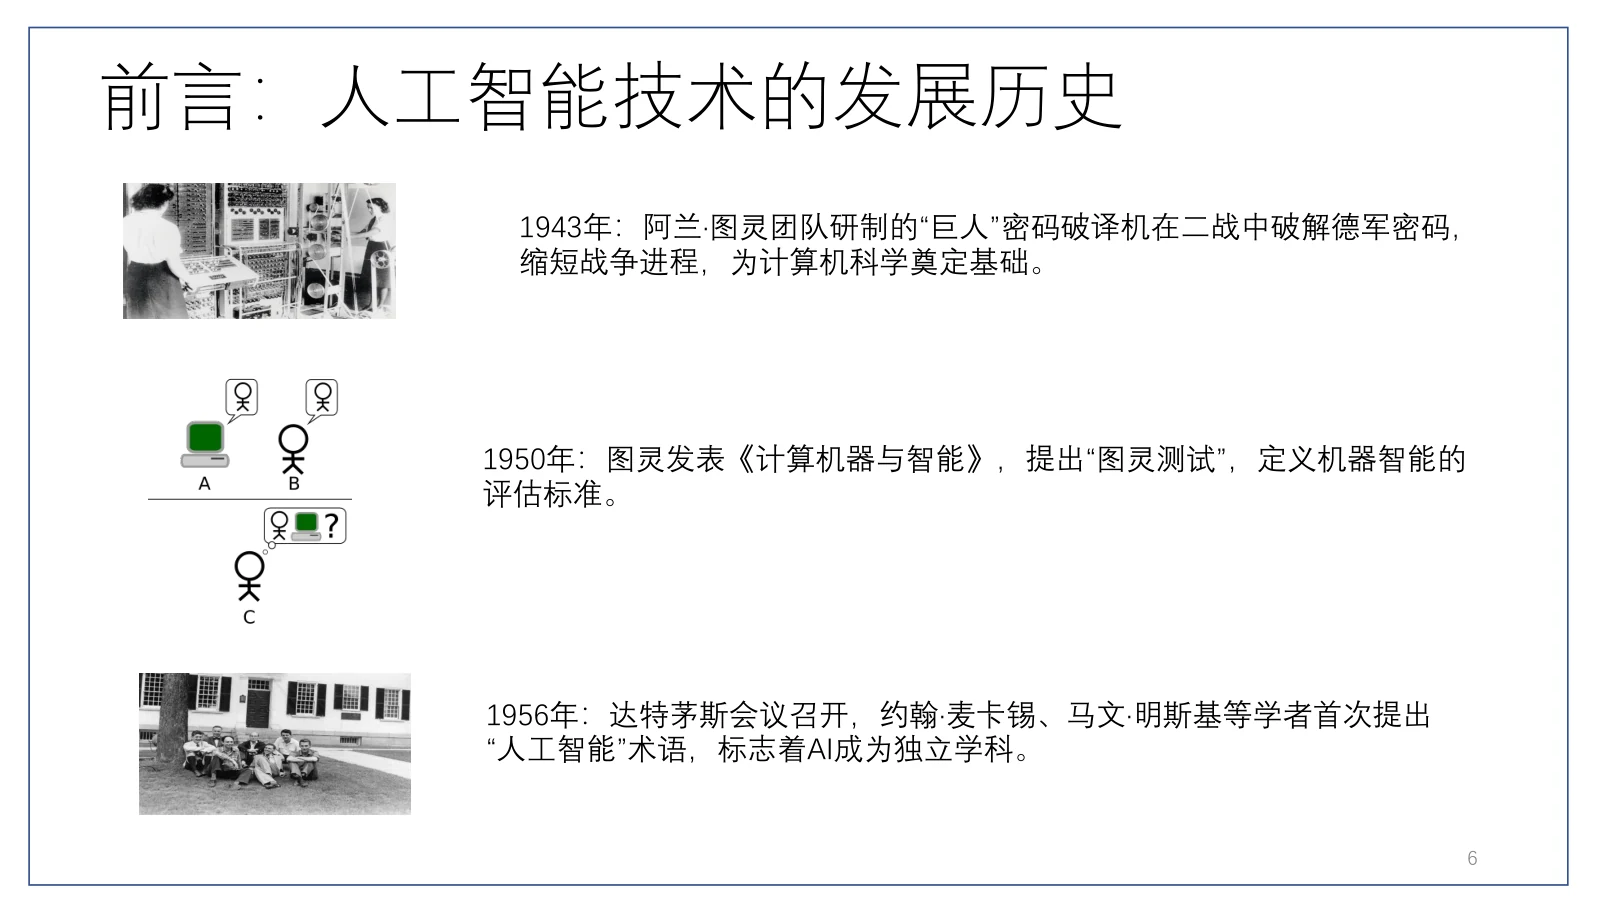 前言： 人工智能技术的发展历史
1943年：阿兰·图灵团队研制的“巨人”密码破译机在二战中破解德军密码，
缩短战争进程，为计算机科学奠定基础。
A
B
?
C
1950年：图灵发表《计算机器与智能》，提出“图灵测试”，定义机器智能的
评估标准。
1956年：达特茅斯会议召开，约翰·麦卡锡、马文·明斯基等学者首次提出
“人工智能”术语，标志着AI成为独立学科。
6